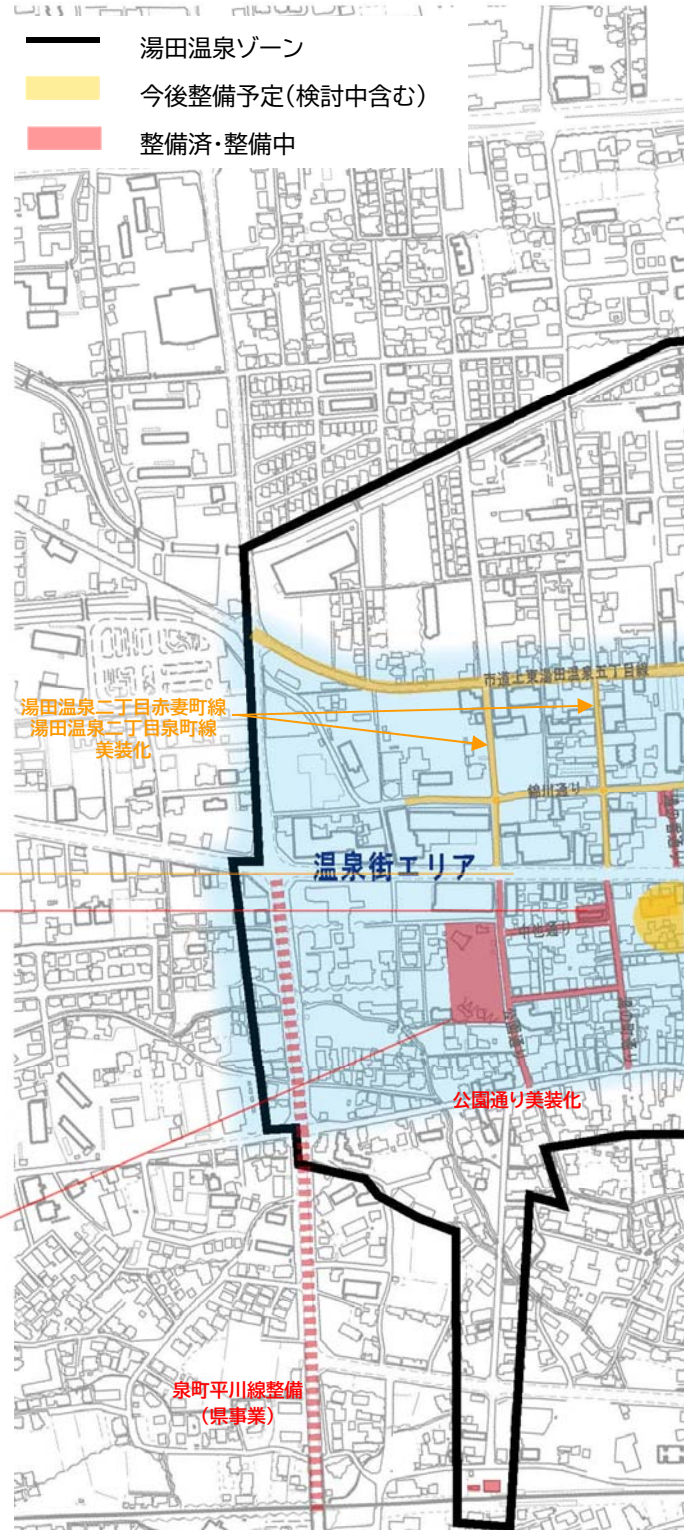 湯田温泉ゾーン
今後整備予定(検討中含む)
整備済・整備中
市道上東湯田温泉五丁目線
湯田温泉二丁目赤妻町線
湯田温泉二丁目泉町線
美装化
錦川通り
温泉街エリア
中池通り
公園通り
公園通り美装化
泉町平川線整備
(県事業)